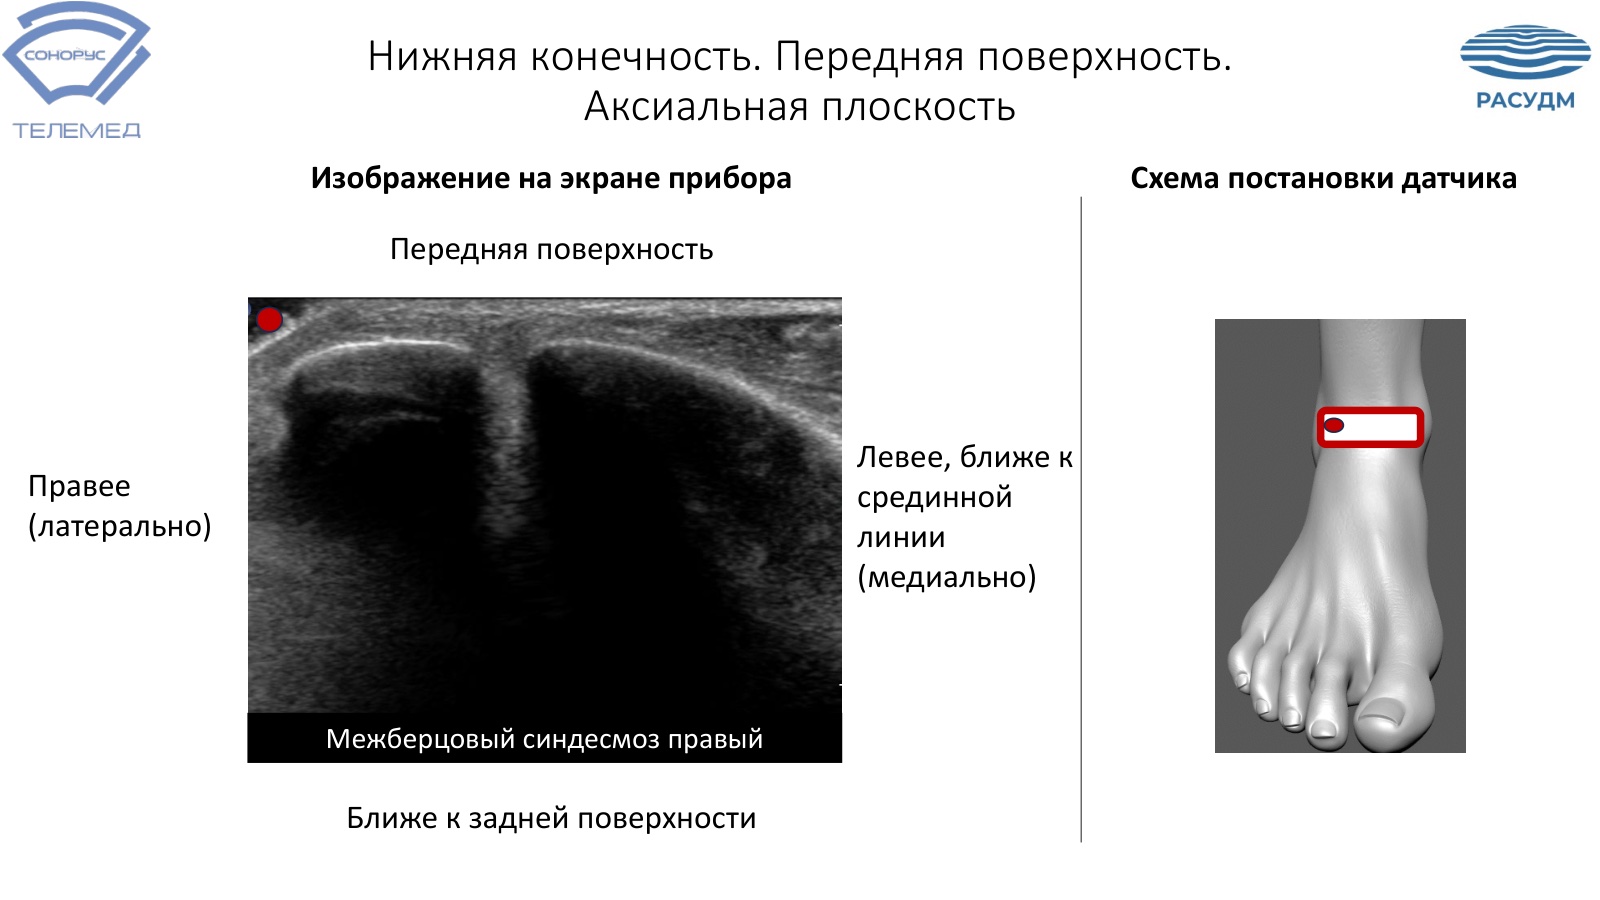 СОНОРУС
ТЕЛЕМЕД
Нижняя конечность. Передняя поверхность.
Аксиальная плоскость
РАСУДМ
Изображение на экране прибора
Схема постановки датчика
Передняя поверхность
Правее
(латерально)
Левее, ближе к
срединной
линии
(медиально)
Межберцовый синдесмоз правый
Ближе к задней поверхности